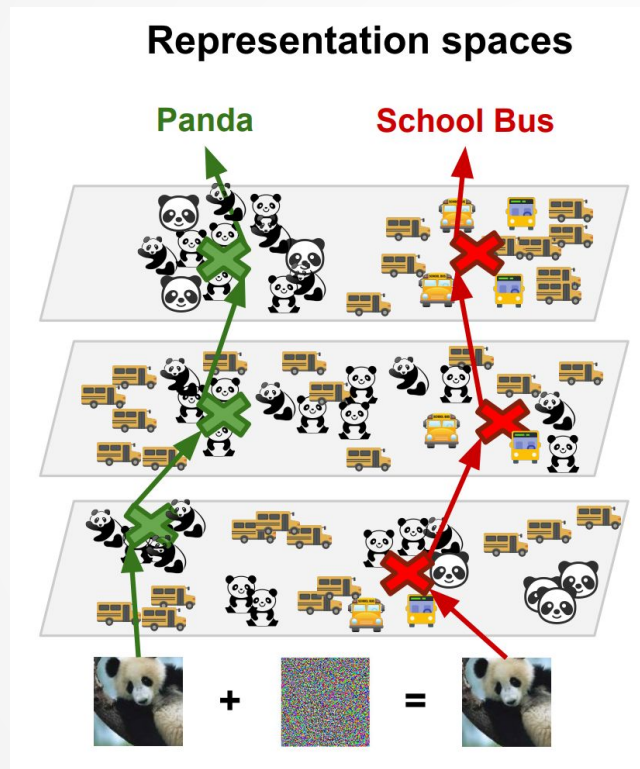 Representation spaces
Panda
School Bus
+
=